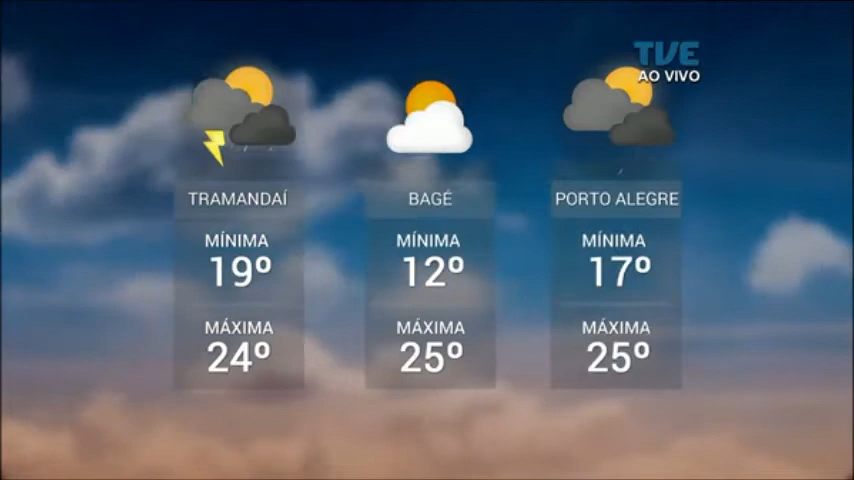 TVE
AO VIVO
TRAMANDAÍ
MÍNIMA
19º
MÁXIMA
24º
BAGÉ
MÍNIMA
12º
MÁXIMA
25º
PORTO ALEGRE
MÍNIMA
17º
MÁXIMA
25º